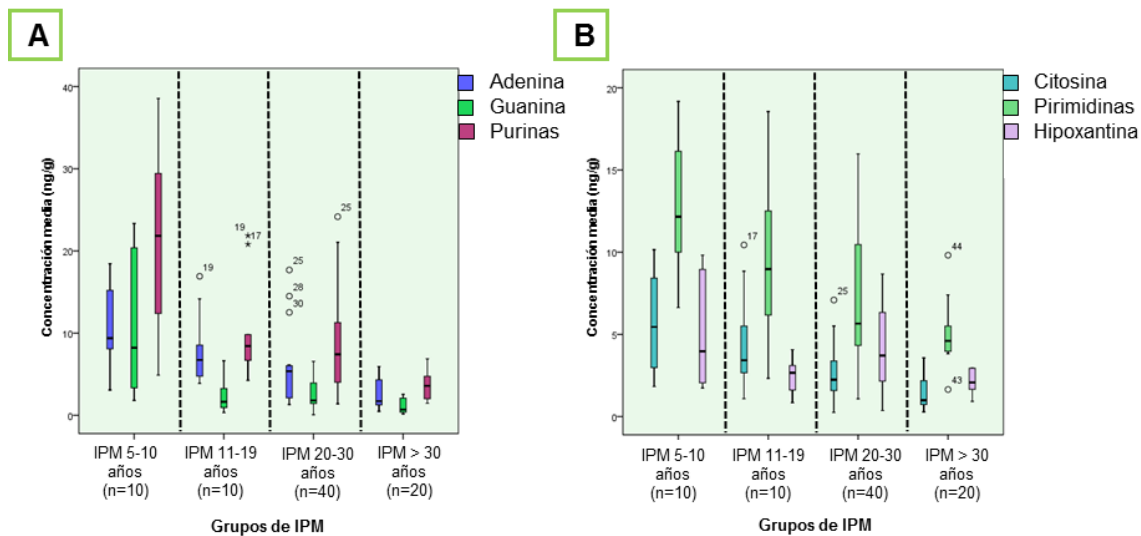 A
Adenina
Guanina
Purinas
Concentración media (ng/g)
40
30
20
10
0
19
19
17
25
28
30
25
IPM 5-10
años
(n=10)
IPM 11-19
años
(n=10)
IPM 20-30
años
(n=40)
IPM > 30
años
(n=20)
Grupos de IPM
B
Citosina
Pirimidinas
Hipoxantina
Concentración media (ng/g)
20
15
10
5
0
17
25
44
43
IPM 5-10
años
(n=10)
IPM 11-19
años
(n=10)
IPM 20-30
años
(n=40)
IPM > 30
años
(n=20)
Grupos de IPM